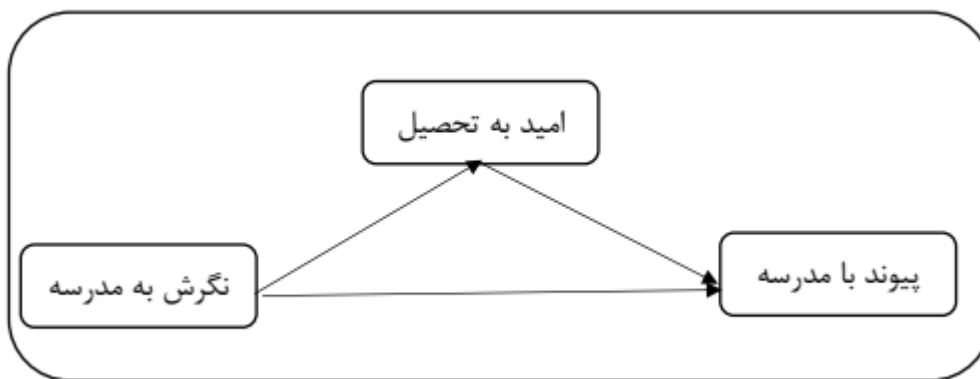 امید به تحصیل
پیوند با مدرسه
نگرش به مدرسه